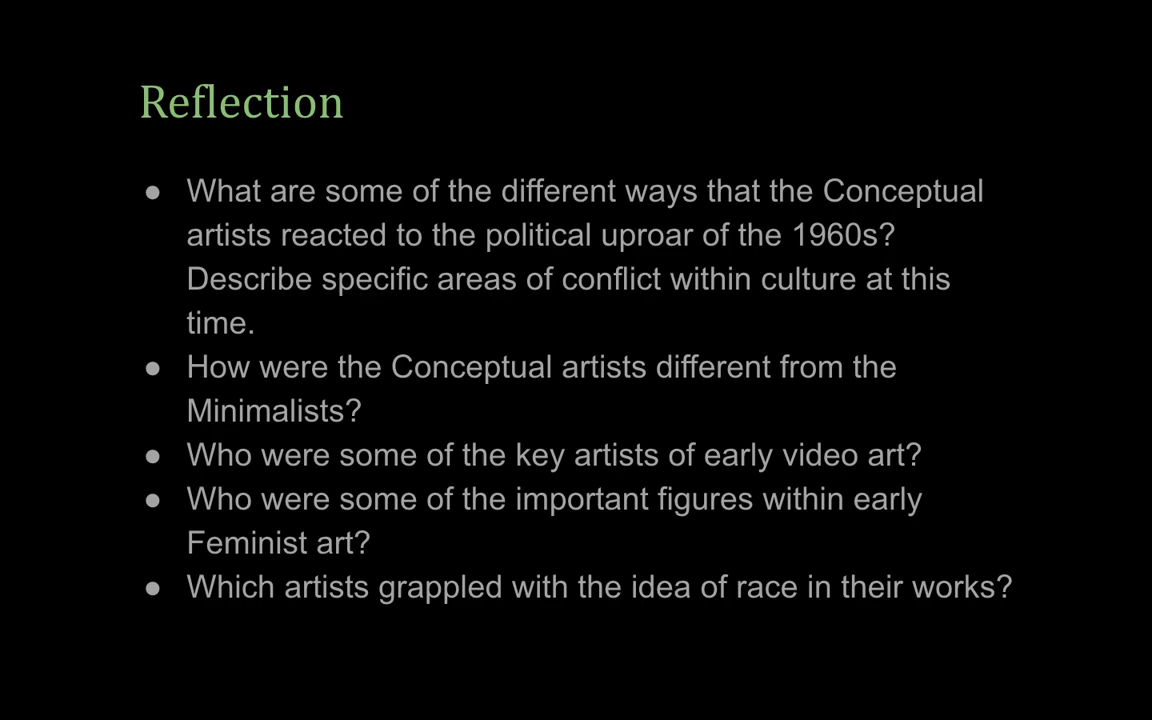 Reflection
● What are some of the different ways that the Conceptual
artists reacted to the political uproar of the 1960s?
Describe specific areas of conflict within culture at this
time.
● How were the Conceptual artists different from the
Minimalists?
● Who were some of the key artists of early video art?
● Who were some of the important figures within early
Feminist art?
● Which artists grappled with the idea of race in their works?